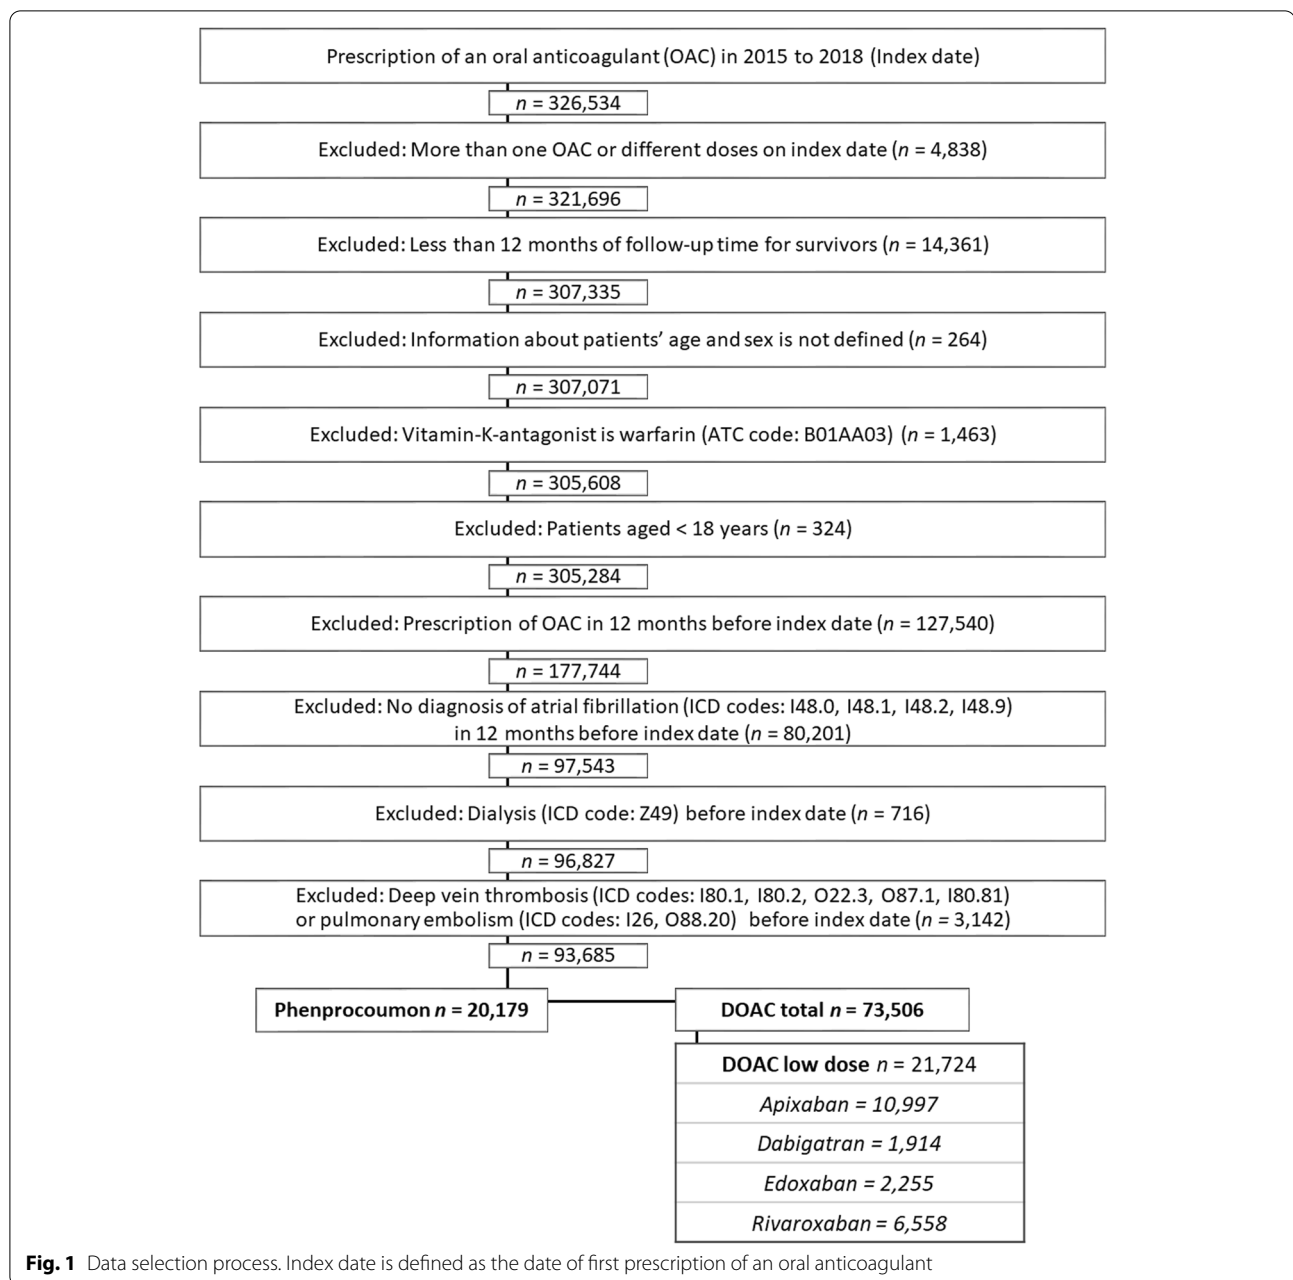 Prescription of an oral anticoagulant (OAC) in 2015 to 2018 (Index date)
n = 326,534
Excluded: More than one OAC or different doses on index date (n = 4,838)
n = 321,696
Excluded: Less than 12 months of follow-up time for survivors (n = 14,361)
n = 307,335
Excluded: Information about patients’ age and sex is not defined (n = 264)
n = 307,071
Excluded: Vitamin-K-antagonist is warfarin (ATC code: B01AA03) (n = 1,463)
n = 305,608
Excluded: Patients aged < 18 years (n = 324)
n = 305,284
Excluded: Prescription of OAC in 12 months before index date (n = 127,540)
n = 177,744
Excluded: No diagnosis of atrial fibrillation (ICD codes: I48.0, I48.1, I48.2, I48.9)
in 12 months before index date (n = 80,201)
n = 97,543
Excluded: Dialysis (ICD code: Z49) before index date (n = 716)
n = 96,827
Excluded: Deep vein thrombosis (ICD codes: I80.1, I80.2, O22.3, O87.1, I80.81)
or pulmonary embolism (ICD codes: I26, O88.20) before index date (n = 3,142)
n = 93,685
Phenprocoumon n = 20,179
DOAC total n = 73,506
DOAC low dose n = 21,724
Apixaban = 10,997
Dabigatran = 1,914
Edoxaban = 2,255
Rivaroxaban = 6,558
Fig. 1 Data selection process. Index date is defined as the date of first prescription of an oral anticoagulant